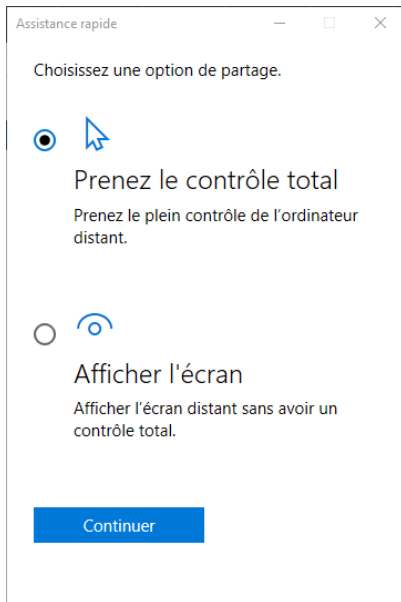 Assistance rapide
Choisissez une option de partage.
Prenez le contrôle total
Prenez le plein contrôle de l'ordinateur
distant.
Afficher l'écran
Afficher l'écran distant sans avoir un
contrôle total.
Continuer